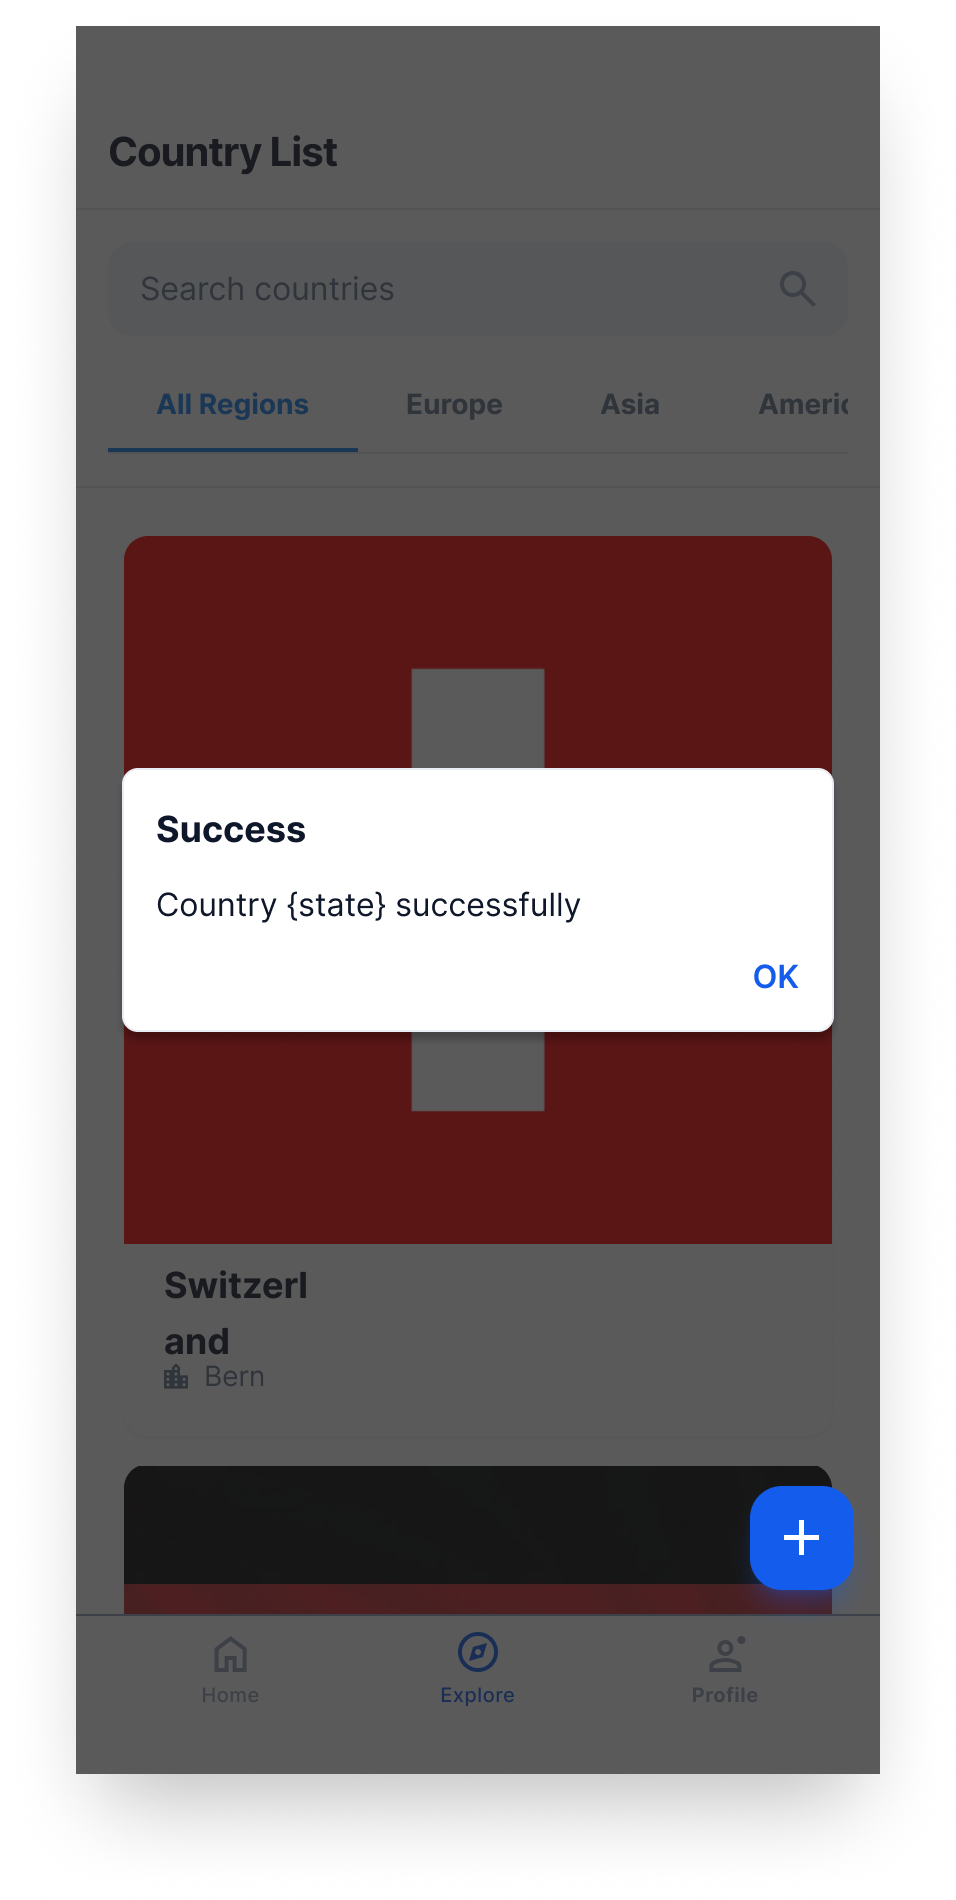 Country List
Search countries
All Regions Europe Asia Americ
Success
Country {state} successfully
OK
Switzerl
and
Bern
Home Explore Profile